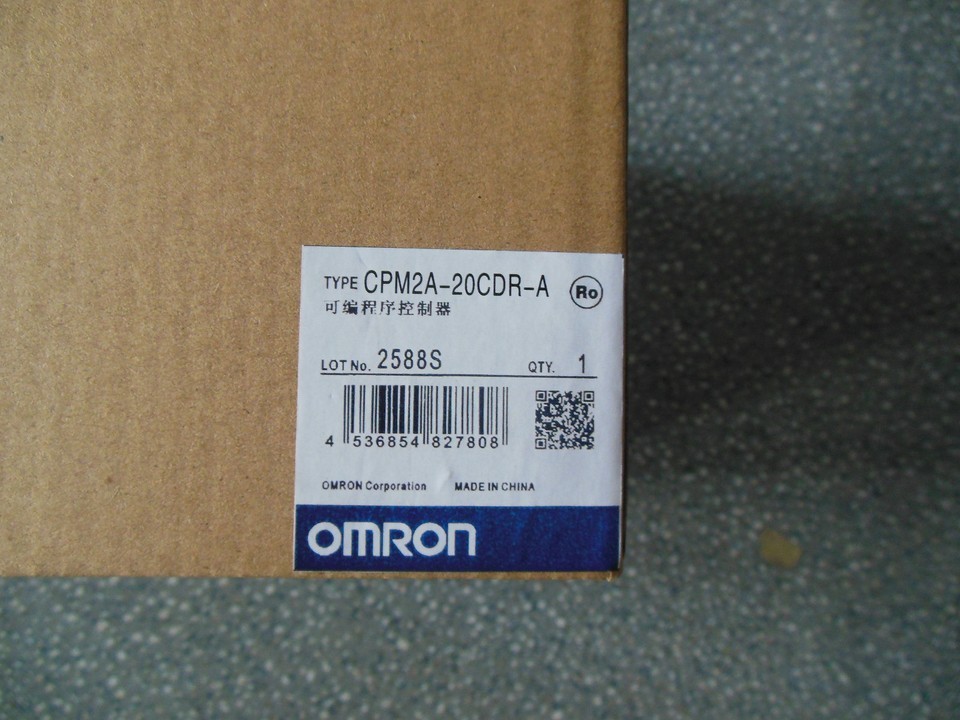 TYPE CPM2A-20CDR-A Ro
可编程序控制器
LOT No. 2588S QTY. 1
4 536854 827808
OMRON Corporation MADE IN CHINA
OMRON